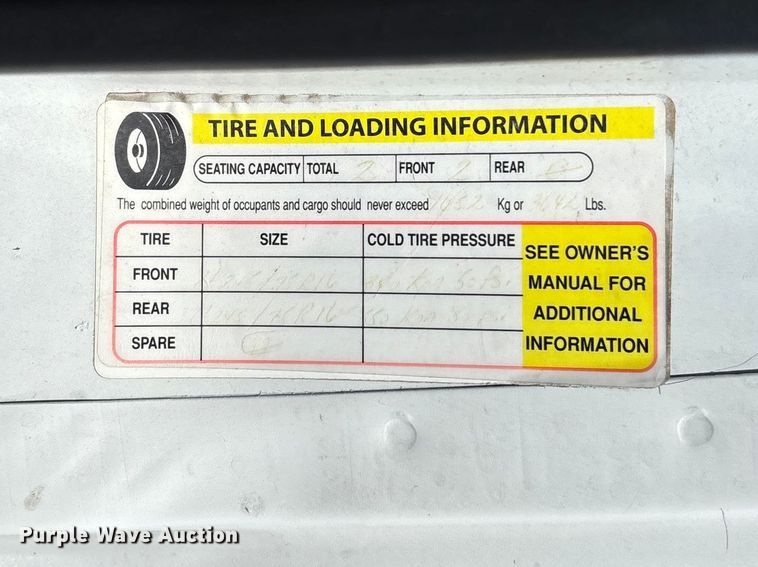 TIRE AND LOADING INFORMATION
SEATING CAPACITY TOTAL 2 FRONT 2 REAR
The combined weight of occupants and cargo should never exceed Kg or Lbs.
TIRE SIZE COLD TIRE PRESSURE
FRONT
REAR
SPARE
SEE OWNER'S
MANUAL FOR
ADDITIONAL
INFORMATION
Purple Wave Auction